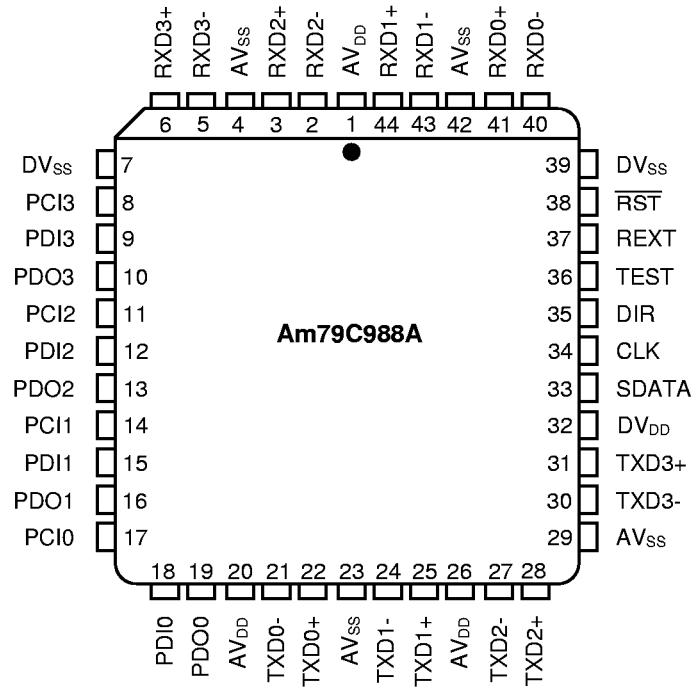 RXD3+ RXD3- AVSS RXD2+ RXD2- AVDD RXD1+ RXD1- AVSS RXD0+ RXD0-
6 5 4 3 2 1 44 43 42 41 40
DVSS 7 39 DVSS
PCI3 8 38 RST
PDI3 9 37 REXT
PDO3 10 36 TEST
PCI2 11 35 DIR
Am79C988A
PDI2 12 34 CLK
PDO2 13 33 SDATA
PCI1 14 32 DVDD
PDI1 15 31 TXD3+
PDO1 16 30 TXD3-
PCI0 17 29 AVSS
18 19 20 21 22 23 24 25 26 27 28
PDI0 PDO0 AVDD TXD0- TXD0+ AVSS TXD1- TXD1+ AVDD TXD2- TXD2+